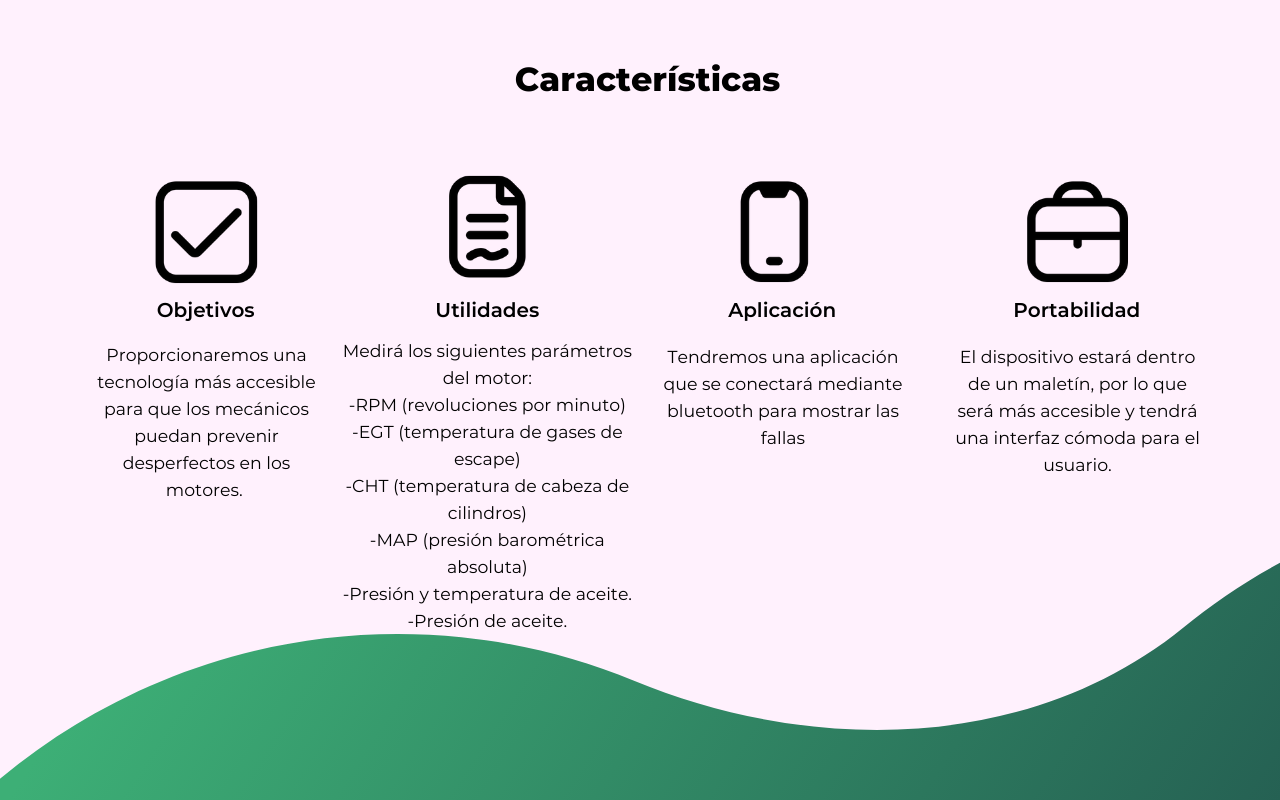 Características
Objetivos
Proporcionaremos una
tecnología más accesible
para que los mecánicos
puedan prevenir
desperfectos en los
motores.
Utilidades
Medirá los siguientes parámetros
del motor:
-RPM (revoluciones por minuto)
-EGT (temperatura de gases de
escape)
-CHT (temperatura de cabeza de
cilindros)
-MAP (presión barométrica
absoluta)
-Presión y temperatura de aceite.
-Presión de aceite.
Aplicación
Tendremos una aplicación
que se conectará mediante
bluetooth para mostrar las
fallas
Portabilidad
El dispositivo estará dentro
de un maletín, por lo que
será más accesible y tendrá
una interfaz cómoda para el
usuario.